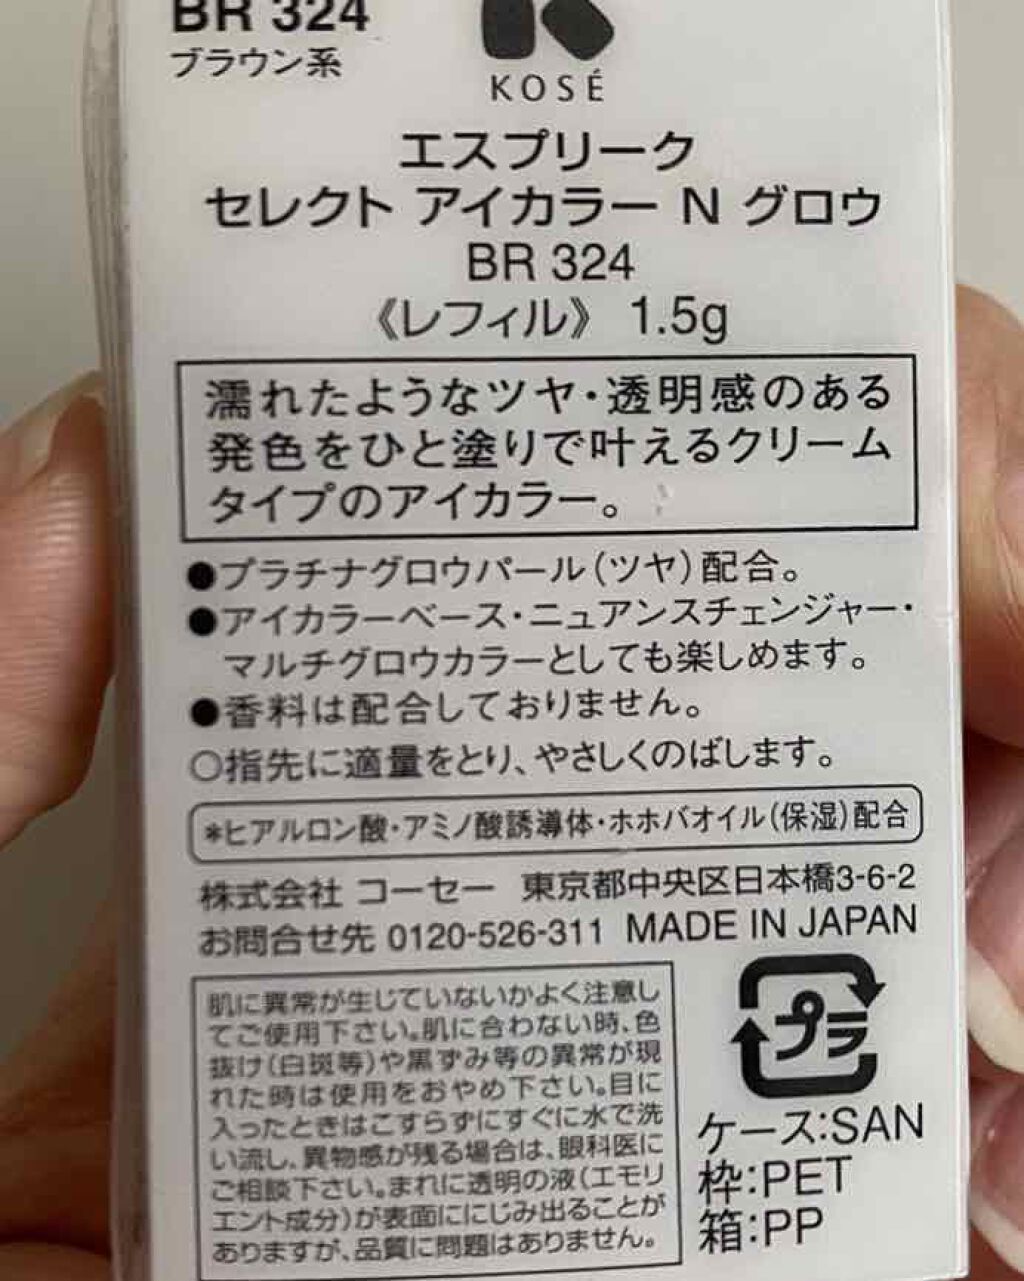 BR 324
ブラウン系
KOSÉ
エスプリーク
セレクト アイカラー N グロウ
BR 324
《レフィル》 1.5g
濡れたようなツヤ・透明感のある
発色をひと塗りで叶えるクリーム
タイプのアイカラー。
●プラチナグロウパール(ツヤ)配合。
●アイカラーベース・ニュアンスチェンジャー・
マルチグロウカラーとしても楽しめます。
●香料は配合しておりません。
○指先に適量をとり、やさしくのばします。
*ヒアルロン酸・アミノ酸誘導体・ホホバオイル(保湿)配合
株式会社 コーセー 東京都中央区日本橋3-6-2
お問合せ先 0120-526-311 MADE IN JAPAN
肌に異常が生じていないかよく注意し
てご使用下さい。肌に合わない時、色
抜け(白斑等)や黒ずみ等の異常が現
れた時は使用をおやめ下さい。目に
入ったときはこすらずにすぐに水で洗
い流し、異物感が残る場合は、眼科医に
ご相談下さい。まれに透明の液(エモリ
エント成分)が表面ににじみ出ることが
ありますが、品質に問題はありません。
プラ
ケース:SAN
枠:PET
箱:PP